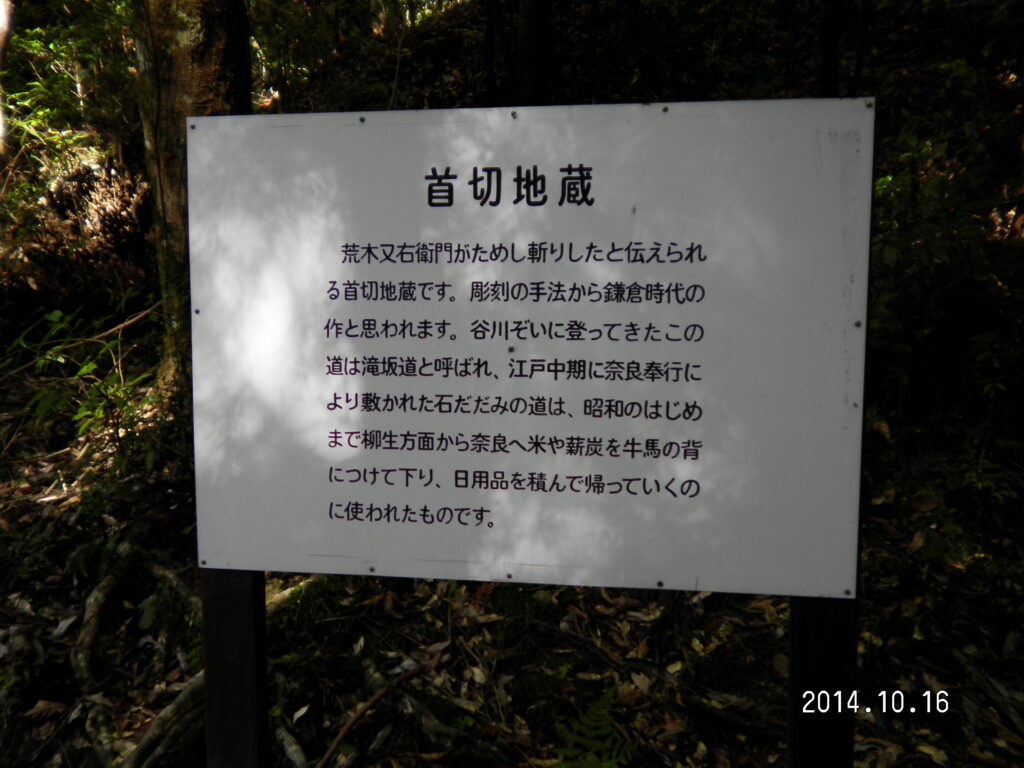 首切地蔵
荒木又右衛門がためし斬りしたと伝えられ
る首切地蔵です。彫刻の手法から鎌倉時代の
作と思われます。谷川ぞいに登ってきたこの
道は滝坂道と呼ばれ、江戸中期に奈良奉行に
より敷かれた石だだみの道は、昭和のはじめ
まで柳生方面から奈良へ米や薪炭を牛馬の背
につけて下り、日用品を積んで帰っていくの
に使われたものです。
2014.10.16